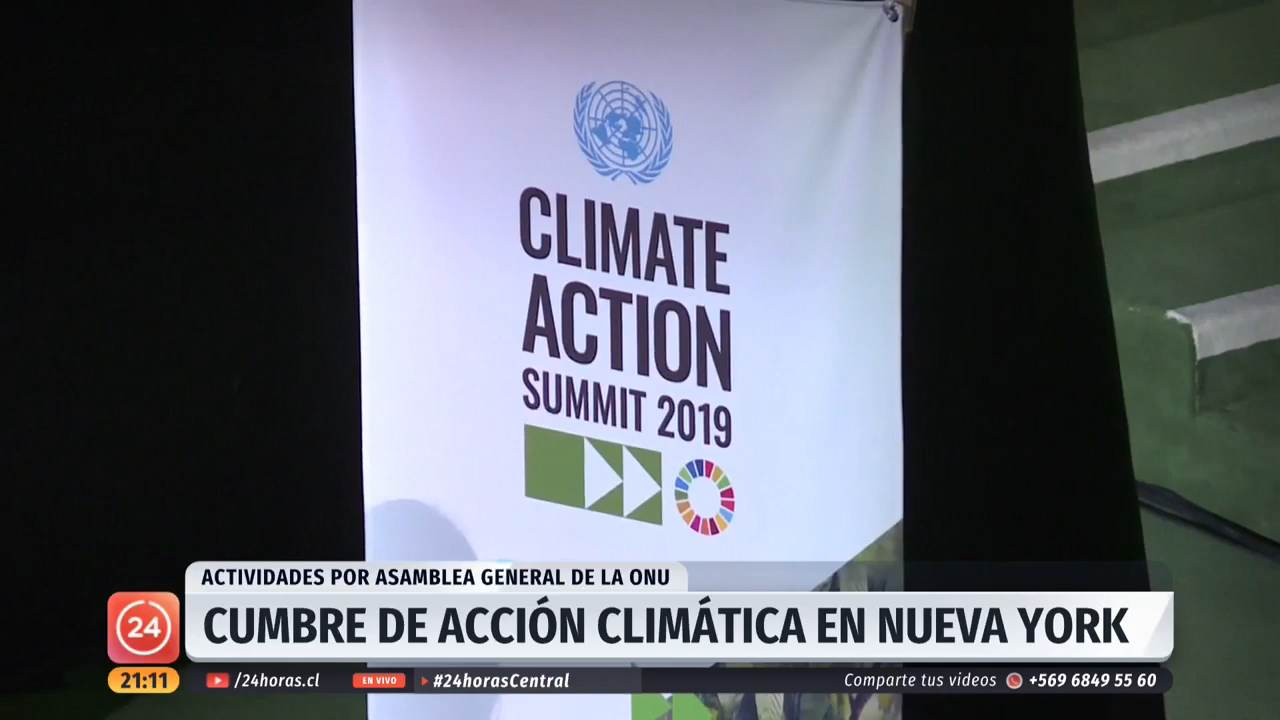 CLIMATE
ACTION
SUMMIT 2019
ACTIVIDADES POR ASAMBLEA GENERAL DE LA ONU
24
CUMBRE DE ACCIÓN CLIMÁTICA EN NUEVA YORK
21:11 /24horas.cl EN VIVO #24horasCentral Comparte tus videos +569 6849 55 60